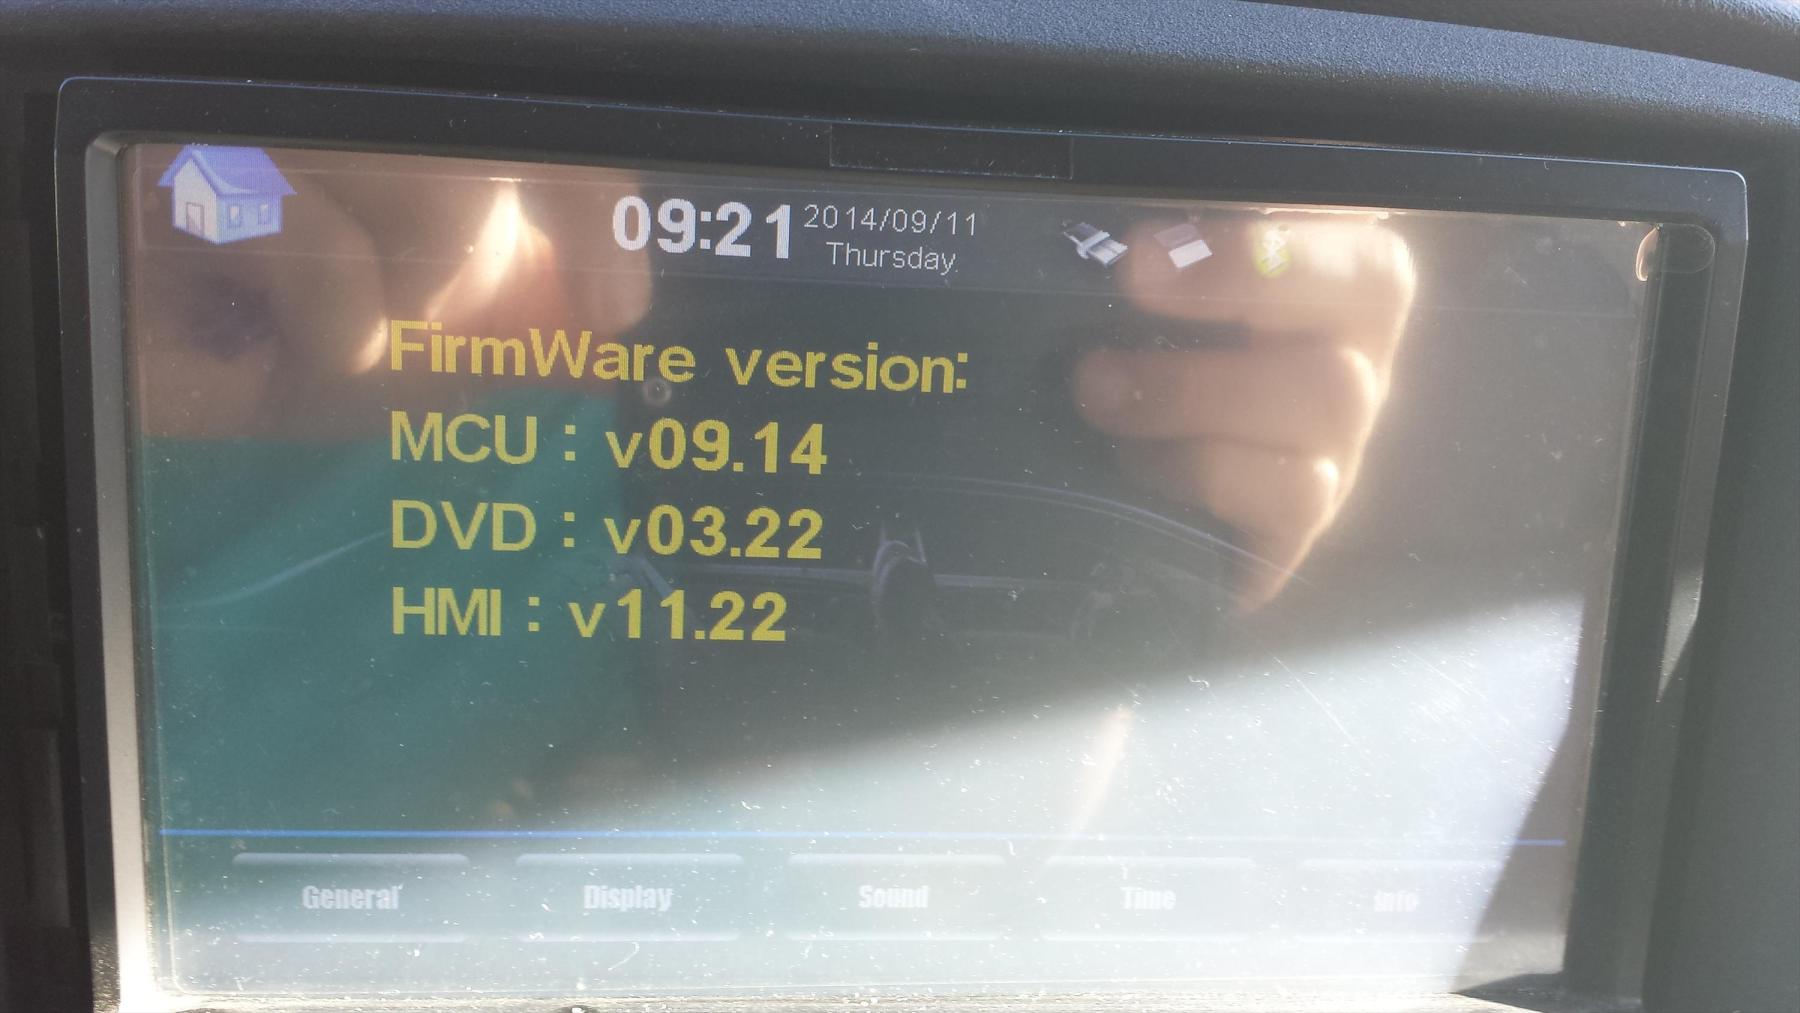 09:21
2014/09/11
Thursday
FirmWare version:
MCU : v09.14
DVD : v03.22
HMI : v11.22
General
Display
Sound
Time
Info